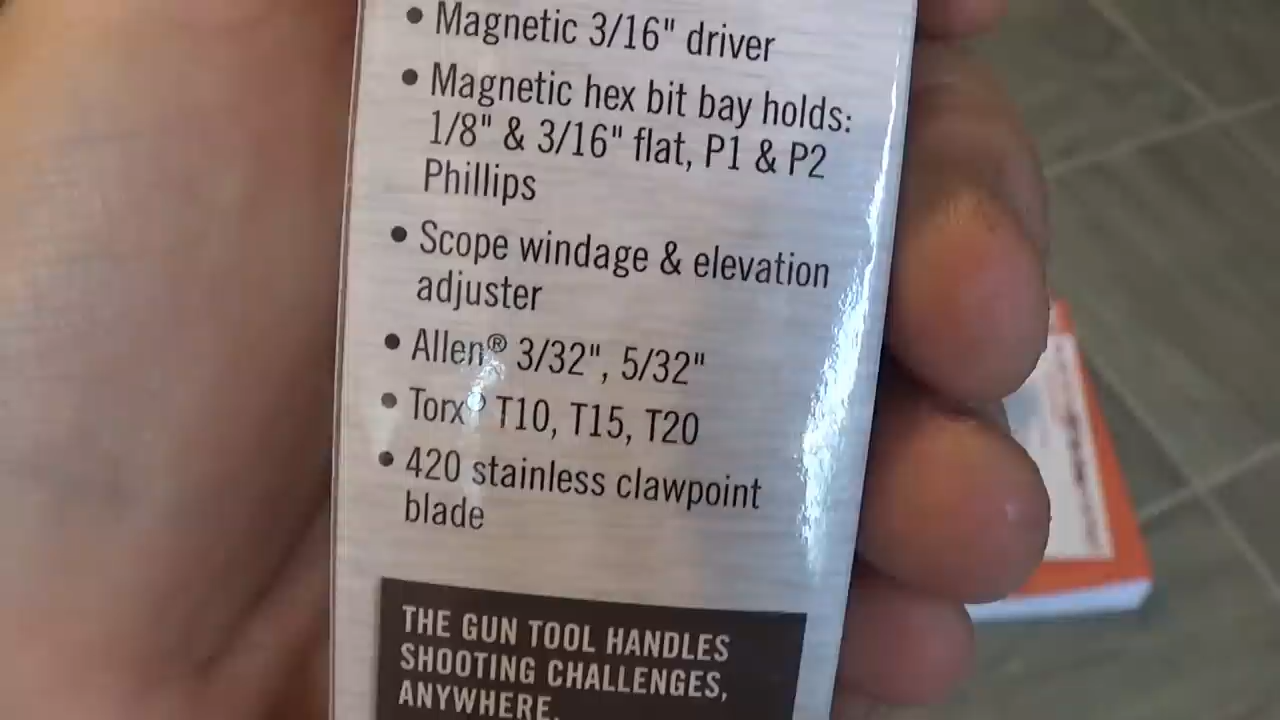 • Magnetic 3/16" driver
• Magnetic hex bit bay holds:
1/8" & 3/16" flat, P1 & P2
Phillips
• Scope windage & elevation
adjuster
• Allen® 3/32", 5/32"
• Torx® T10, T15, T20
• 420 stainless clawpoint
blade
THE GUN TOOL HANDLES
SHOOTING CHALLENGES,
ANYWHERE.